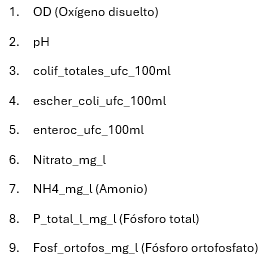 1. OD (Oxígeno disuelto)
2. pH
3. colif_totales_ufc_100ml
4. escher_coli_ufc_100ml
5. enteroc_ufc_100ml
6. Nitrato_mg_l
7. NH4_mg_l (Amonio)
8. P_total_l_mg_l (Fósforo total)
9. Fosf_ortofos_mg_l (Fósforo ortofosfato)